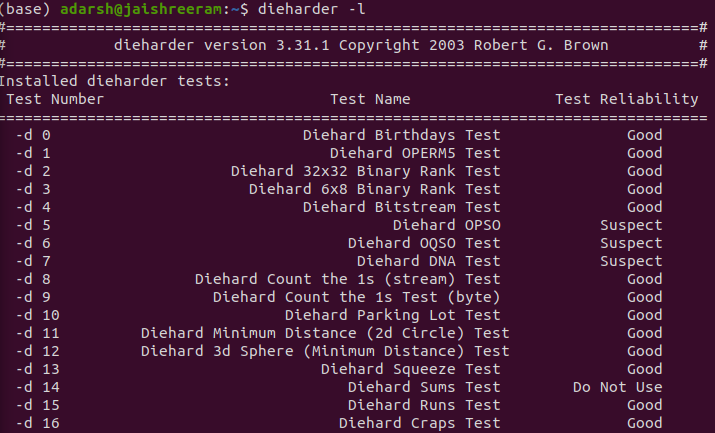 (base) adarsh@jaishreeram:~$ dieharder -l
#=============================================================================#
#            dieharder version 3.31.1 Copyright 2003 Robert G. Brown          #
#=============================================================================#
Installed dieharder tests:
 Test Number                         Test Name                Test Reliability
===============================================================================
  -d 0                            Diehard Birthdays Test              Good
  -d 1                               Diehard OPERM5 Test              Good
  -d 2                    Diehard 32x32 Binary Rank Test              Good
  -d 3                      Diehard 6x8 Binary Rank Test              Good
  -d 4                            Diehard Bitstream Test              Good
  -d 5                                      Diehard OPSO           Suspect
  -d 6                                 Diehard OQSO Test           Suspect
  -d 7                                  Diehard DNA Test           Suspect
  -d 8                Diehard Count the 1s (stream) Test              Good
  -d 9                  Diehard Count the 1s Test (byte)              Good
  -d 10                         Diehard Parking Lot Test              Good
  -d 11         Diehard Minimum Distance (2d Circle) Test             Good
  -d 12         Diehard 3d Sphere (Minimum Distance) Test             Good
  -d 13                             Diehard Squeeze Test              Good
  -d 14                                Diehard Sums Test        Do Not Use
  -d 15                                Diehard Runs Test              Good
  -d 16                               Diehard Craps Test              Good